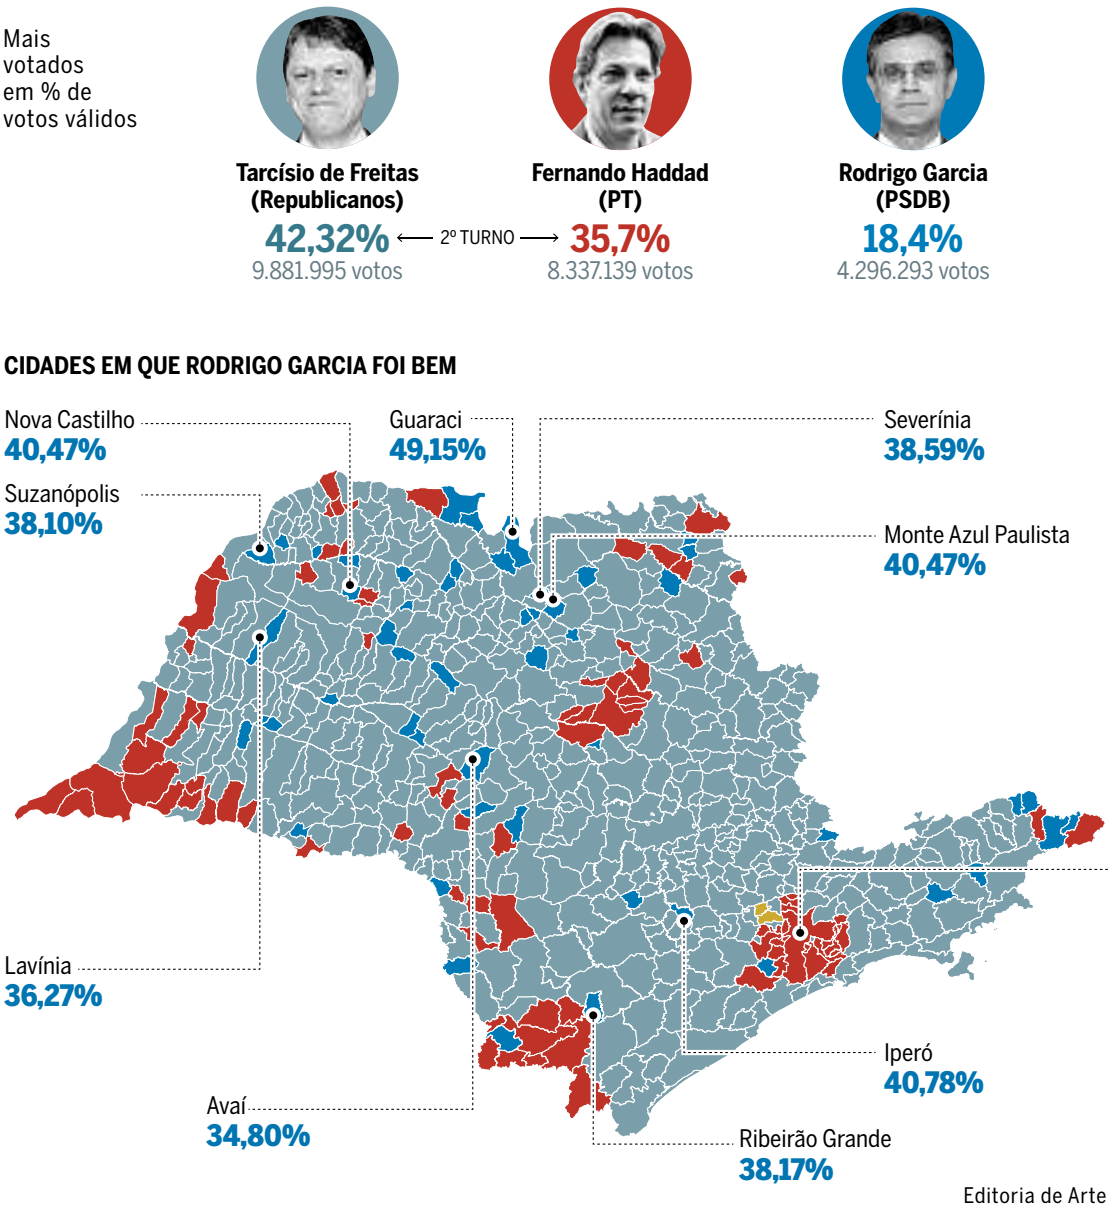 Mais
votados
em % de
votos válidos
Tarcísio de Freitas
(Republicanos)
42,32%
9.881.995 votos
2º TURNO
Fernando Haddad
(PT)
35,7%
8.337.139 votos
Rodrigo Garcia
(PSDB)
18,4%
4.296.293 votos
CIDADES EM QUE RODRIGO GARCIA FOI BEM
Nova Castilho
40,47%
Guaraci
49,15%
Severínia
38,59%
Suzanópolis
38,10%
Monte Azul Paulista
40,47%
Lavínia
36,27%
Iperó
40,78%
Avaí
34,80%
Ribeirão Grande
38,17%
Editoria de Arte